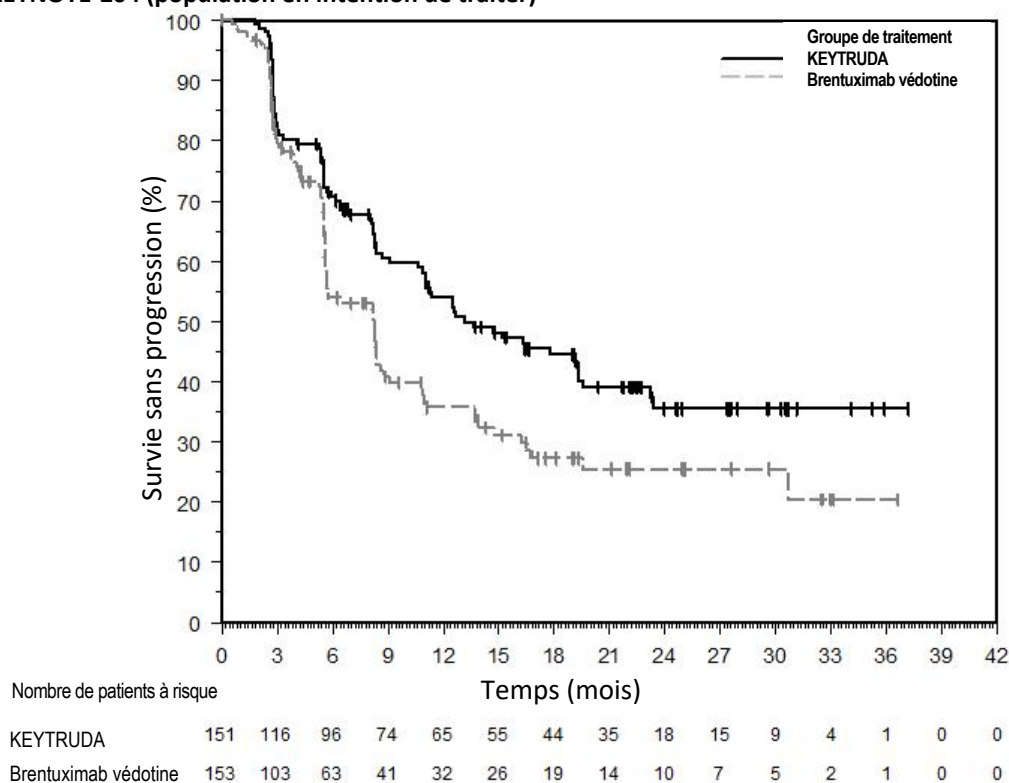 KEYNOTE-204 (population en intention de traiter)
Groupe de traitement
KEYTRUDA
Brentuximab védotine
Survie sans progression (%)
100
90
80
70
60
50
40
30
20
10
0
0 3 6 9 12 15 18 21 24 27 30 33 36 39 42
Temps (mois)
Nombre de patients à risque
KEYTRUDA 151 116 96 74 65 55 44 35 18 15 9 4 1 0 0
Brentuximab védotine 153 103 63 41 32 26 19 14 10 7 5 2 1 0 0